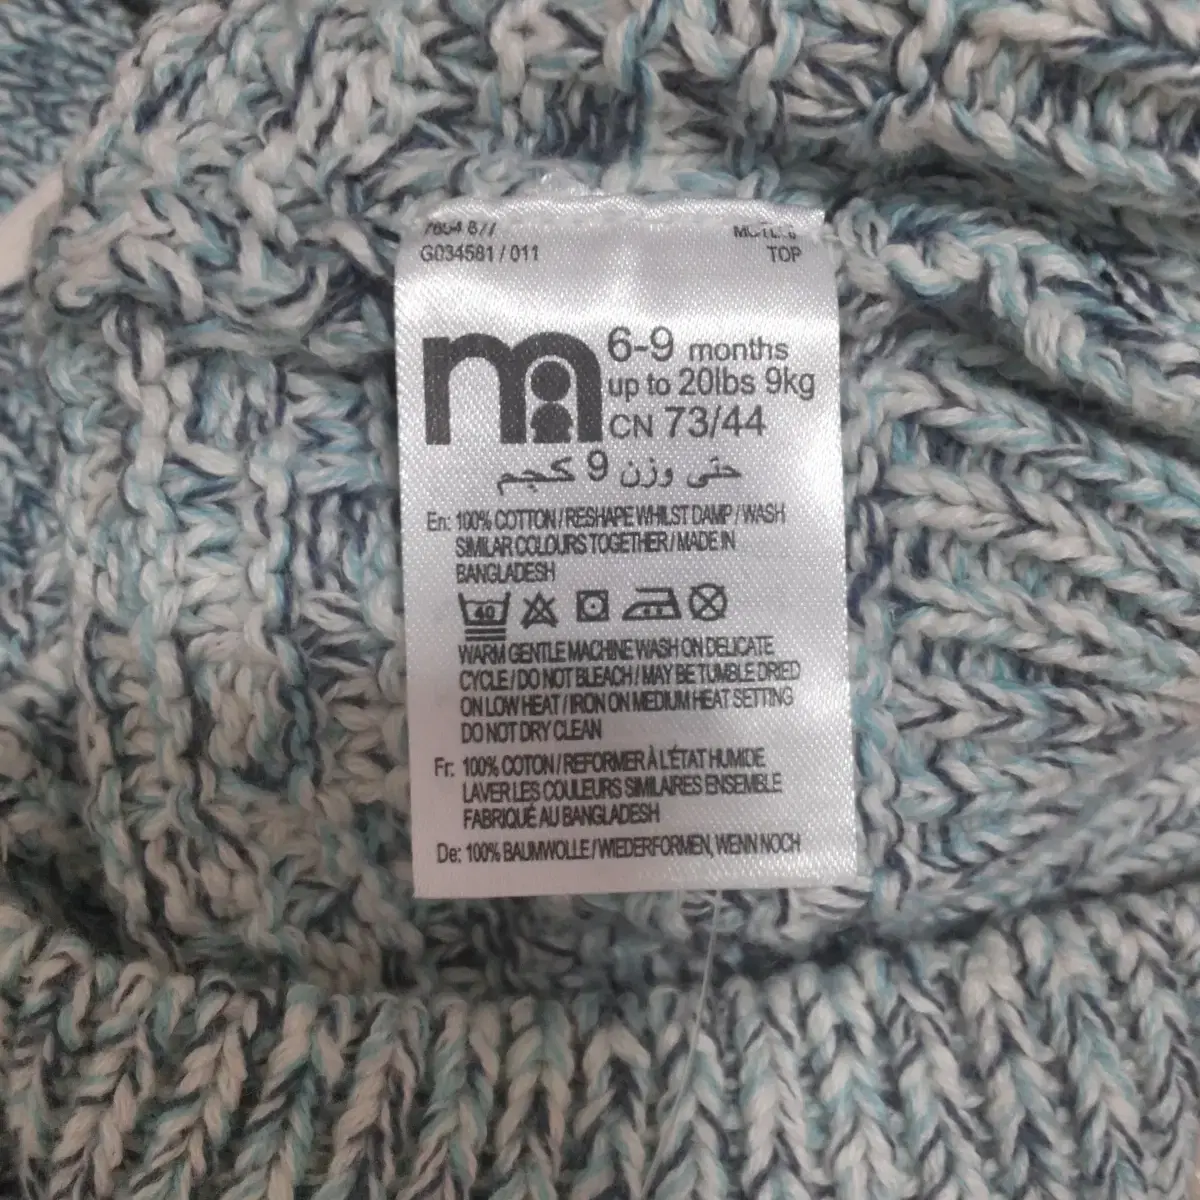 G034581 / 011
TOP
6-9 months
up to 20lbs 9kg
CN 73/44
حتى وزن 9 كجم
En: 100% COTTON / RESHAPE WHILST DAMP / WASH
SIMILAR COLOURS TOGETHER / MADE IN
BANGLADESH
40
WARM GENTLE MACHINE WASH ON DELICATE
CYCLE / DO NOT BLEACH / MAY BE TUMBLE DRIED
ON LOW HEAT / IRON ON MEDIUM HEAT SETTING
DO NOT DRY CLEAN
Fr: 100% COTON / REFORMER À L'ÉTAT HUMIDE
LAVER LES COULEURS SIMILAIRES ENSEMBLE
FABRIQUÉ AU BANGLADESH
De: 100% BAUMWOLLE / WIEDERFORMEN, WENN NOCH